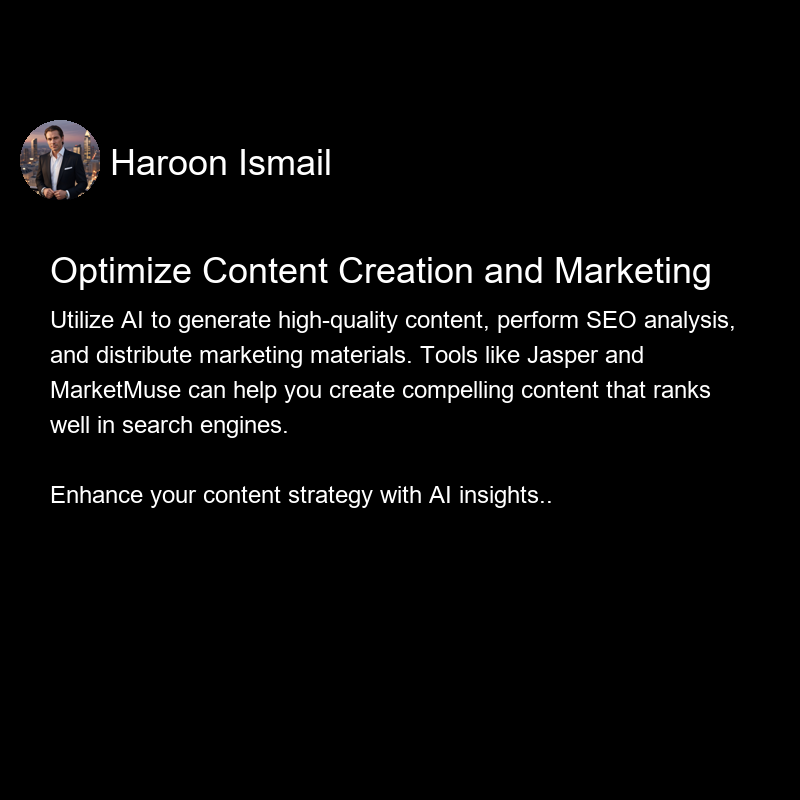 Haroon Ismail
Optimize Content Creation and Marketing
Utilize AI to generate high-quality content, perform SEO analysis,
and distribute marketing materials. Tools like Jasper and
MarketMuse can help you create compelling content that ranks
well in search engines.
Enhance your content strategy with AI insights..